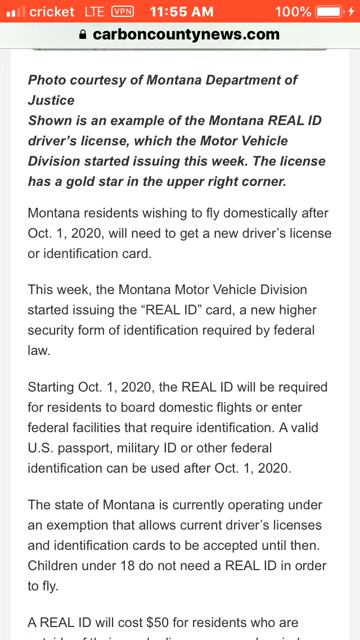 cricket LTE VPN 11:55 AM 100%
carboncountynews.com
Photo courtesy of Montana Department of
Justice
Shown is an example of the Montana REAL ID
driver’s license, which the Motor Vehicle
Division started issuing this week. The license
has a gold star in the upper right corner.
Montana residents wishing to fly domestically after
Oct. 1, 2020, will need to get a new driver’s license
or identification card.
This week, the Montana Motor Vehicle Division
started issuing the “REAL ID” card, a new higher
security form of identification required by federal
law.
Starting Oct. 1, 2020, the REAL ID will be required
for residents to board domestic flights or enter
federal facilities that require identification. A valid
U.S. passport, military ID or other federal
identification can be used after Oct. 1, 2020.
The state of Montana is currently operating under
an exemption that allows current driver’s licenses
and identification cards to be accepted until then.
Children under 18 do not need a REAL ID in order
to fly.
A REAL ID will cost $50 for residents who are